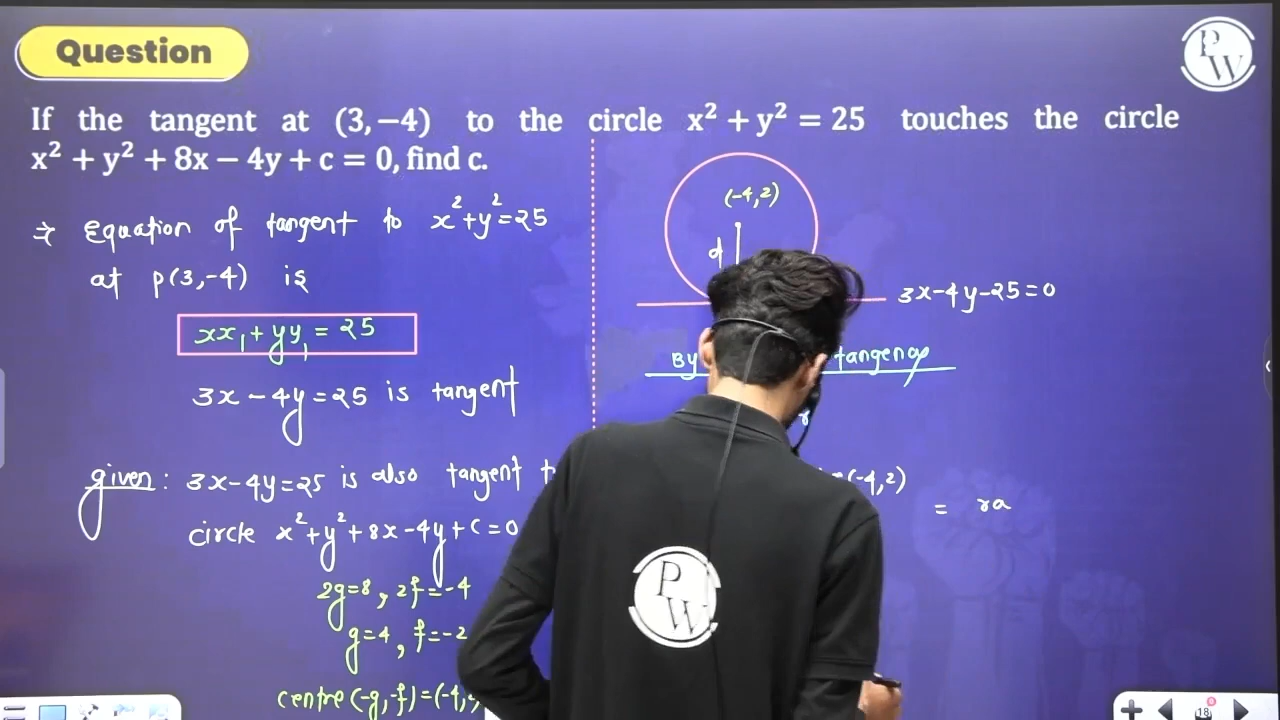 Question
PW
If the tangent at (3,−4) to the circle x² + y² = 25 touches the circle
x² + y² + 8x − 4y + c = 0, find c.
⇒ Equation of tangent to x²+y²=25
at P(3,-4) is
xx₁+yy₁ = 25
3x-4y=25 is tangent
given: 3x-4y=25 is also tangent
circle x²+y²+8x-4y+c=0
2g=8, 2f=-4
g=4, f=-2
centre (-g,-f)=(-4,
(-4,2)
d
3x-4y-25=0
By tangency
(-4,2)
= ra
PW
18